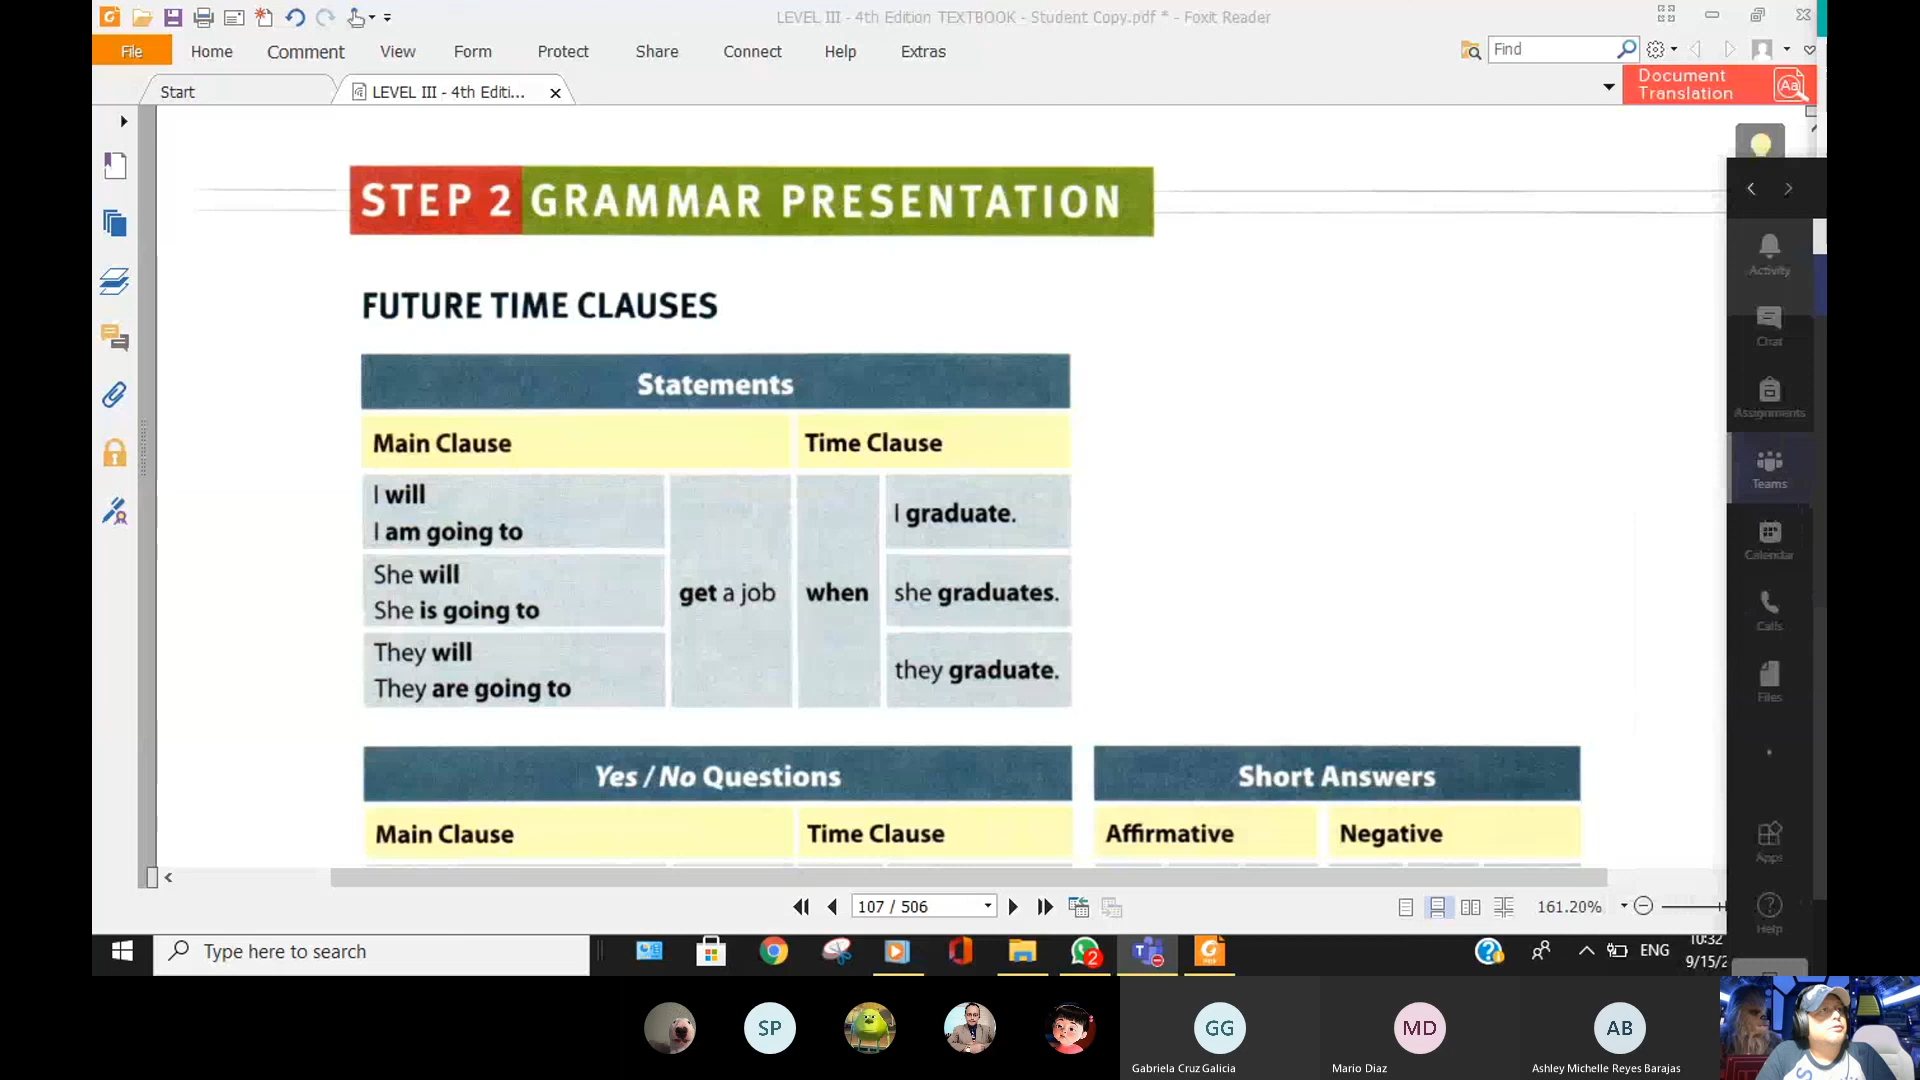 LEVEL III - 4th Edition TEXTBOOK - Student Copy.pdf * - Foxit Reader
File Home Comment View Form Protect Share Connect Help Extras
Find
Start
LEVEL III - 4th Editi...
Document
Translation
STEP 2 GRAMMAR PRESENTATION
FUTURE TIME CLAUSES
Statements
Main Clause Time Clause
I will
I am going to
She will
She is going to
They will
They are going to
get a job
when
I graduate.
she graduates.
they graduate.
Yes / No Questions
Main Clause Time Clause
Short Answers
Affirmative Negative
Activity
Chat
Assignments
Teams
Calendar
Calls
Files
Apps
Help
107 / 506
161.20%
Type here to search
2
ENG
10:32
9/15/2
SP
GG
MD
AB
Gabriela Cruz Galicia
Mario Diaz
Ashley Michelle Reyes Barajas